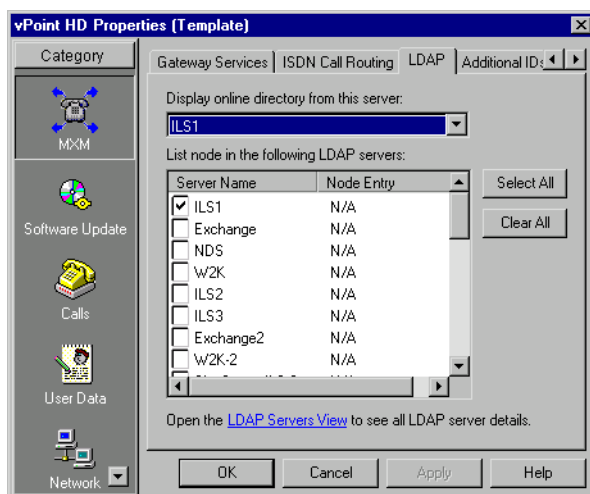 vPoint HD Properties (Template)
Category
MXM
Software Update
Calls
User Data
Network
Gateway Services
ISDN Call Routing
LDAP
Additional IDs
Display online directory from this server:
ILS1
List node in the following LDAP servers:
Server Name Node Entry
ILS1 N/A
Exchange N/A
NDS N/A
W2K N/A
ILS2 N/A
ILS3 N/A
Exchange2 N/A
W2K-2 N/A
Select All
Clear All
Open the LDAP Servers View to see all LDAP server details.
OK
Cancel
Apply
Help